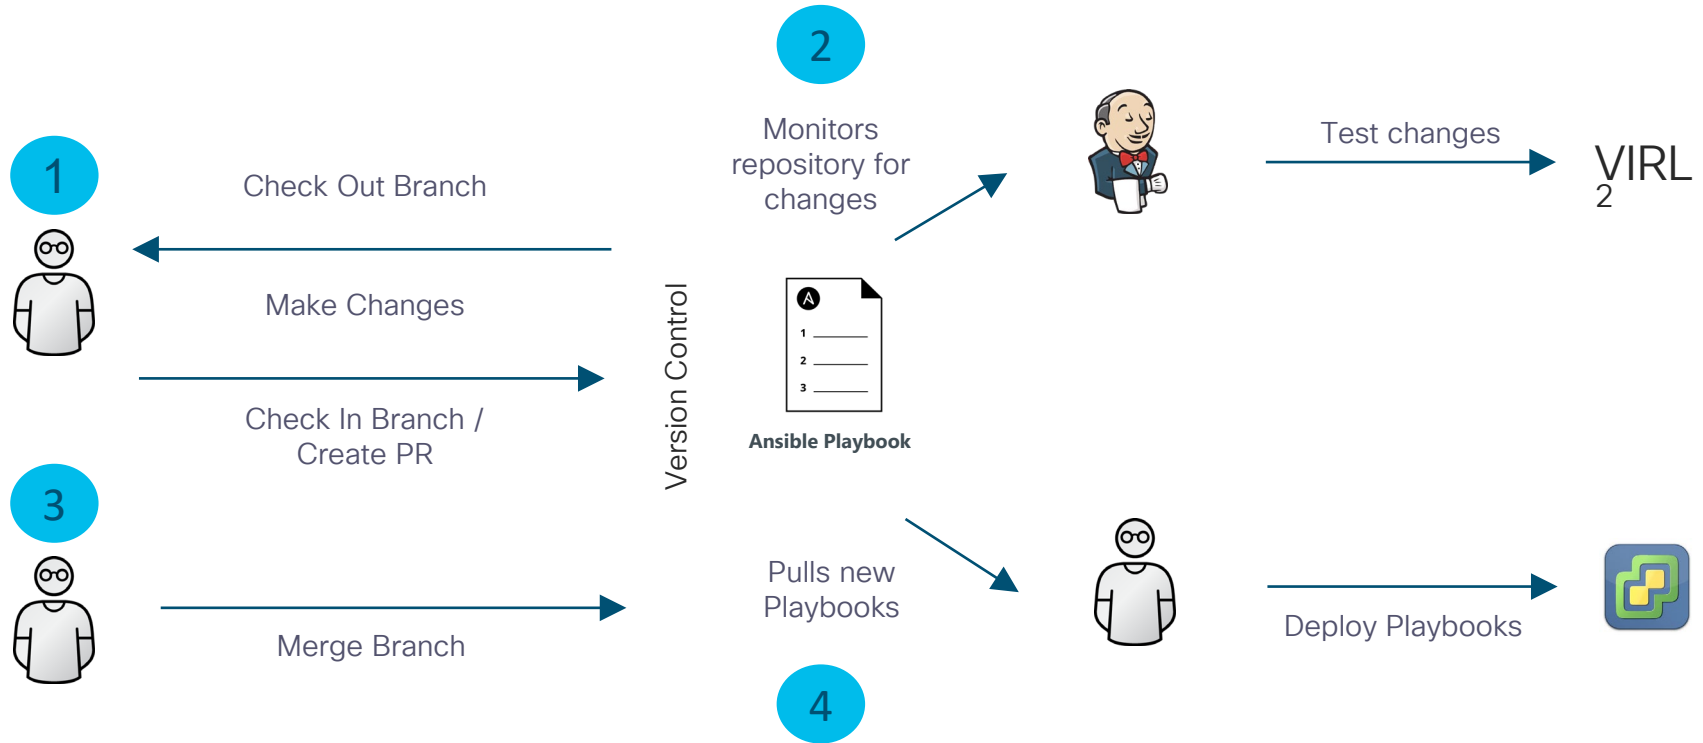 1
Check Out Branch
Make Changes
Check In Branch /
Create PR
2
Monitors
repository for
changes
Test changes
VIRL
2
Version Control
A
1
2
3
Ansible Playbook
3
Merge Branch
Pulls new
Playbooks
4
Deploy Playbooks